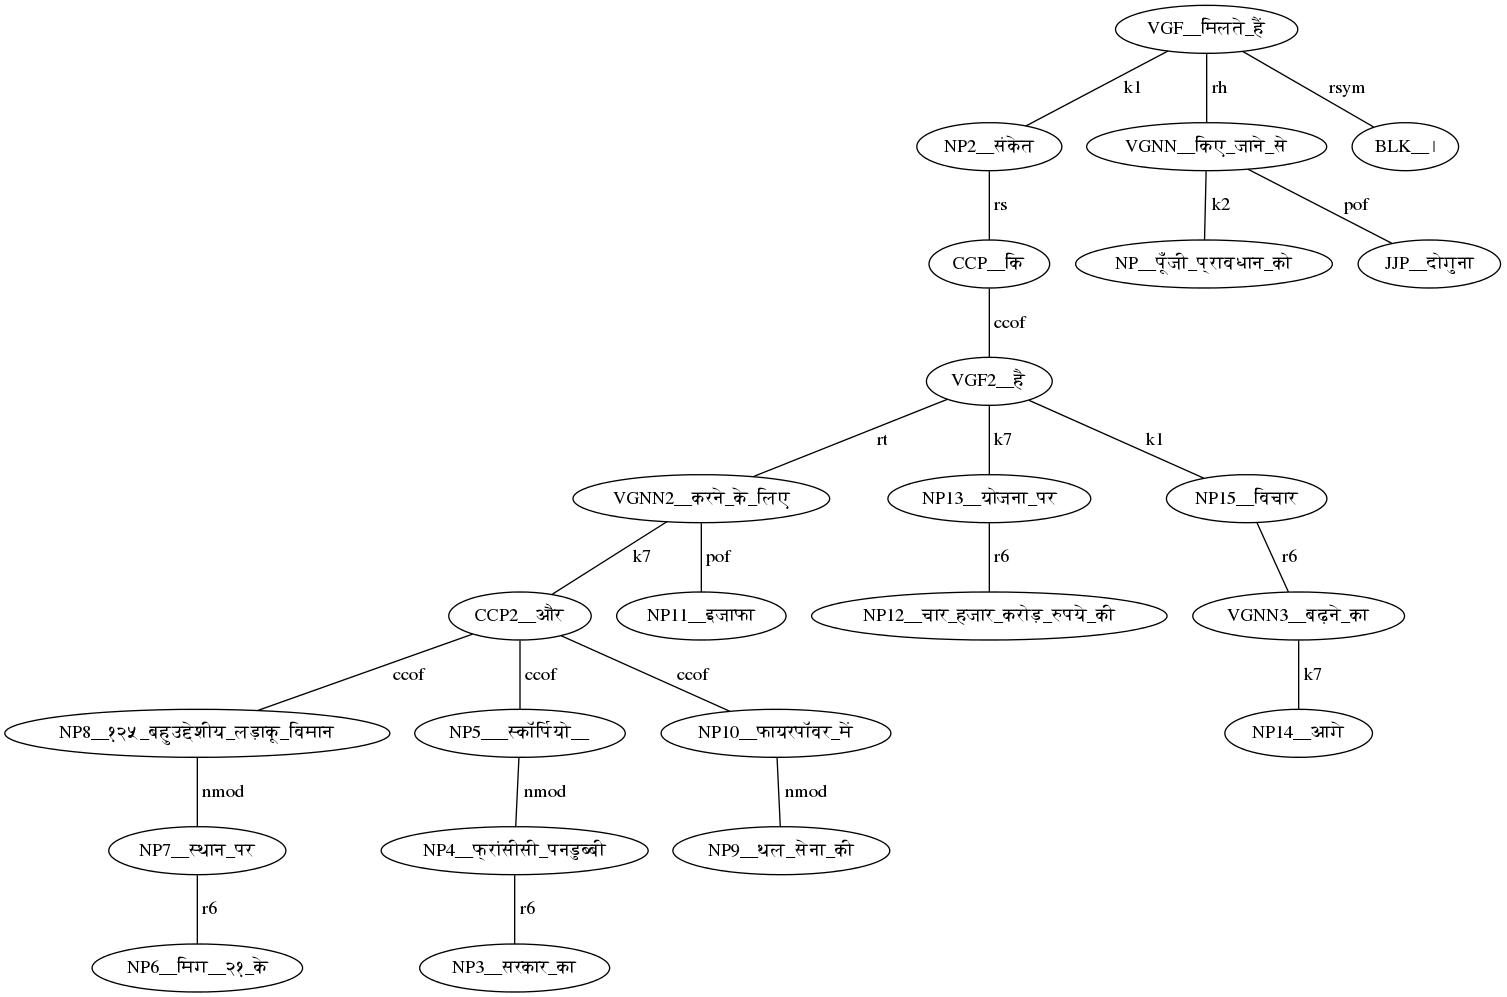 VGF__मिलते_हैं
k1 rh rsym
NP2__संकेत VGNN__किए_जाने_से BLK__।
rs k2 pof
CCP__कि NP__पूँजी_प्रावधान_को JJP__दोगुना
ccof
VGF2__है
rt k7 k1
VGNN2__करने_के_लिए NP13__योजना_पर NP15__विचार
k7 pof r6 r6
CCP2__और NP11__इजाफा NP12__चार_हजार_करोड़_रुपये_की VGNN3__बढ़ने_का
ccof ccof ccof k7
NP8__१२५_बहुउद्देशीय_लड़ाकू_विमान NP5___स्कॉर्पियो__ NP10__फायरपॉवर_में NP14__आगे
nmod nmod nmod
NP7__स्थान_पर NP4__फ्रांसीसी_पनडुब्बी NP9__थल_सेना_की
r6 r6
NP6__मिग__२१_के NP3__सरकार_का